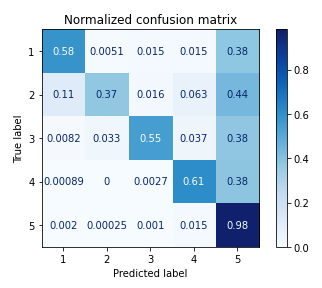 Normalized confusion matrix
1 0.58 0.0051 0.015 0.015 0.38
2 0.11 0.37 0.016 0.063 0.44
3 0.0082 0.033 0.55 0.037 0.38
4 0.00089 0 0.0027 0.61 0.38
5 0.002 0.00025 0.001 0.015 0.98
1 2 3 4 5
True label
Predicted label
0.8
0.6
0.4
0.2
0.0